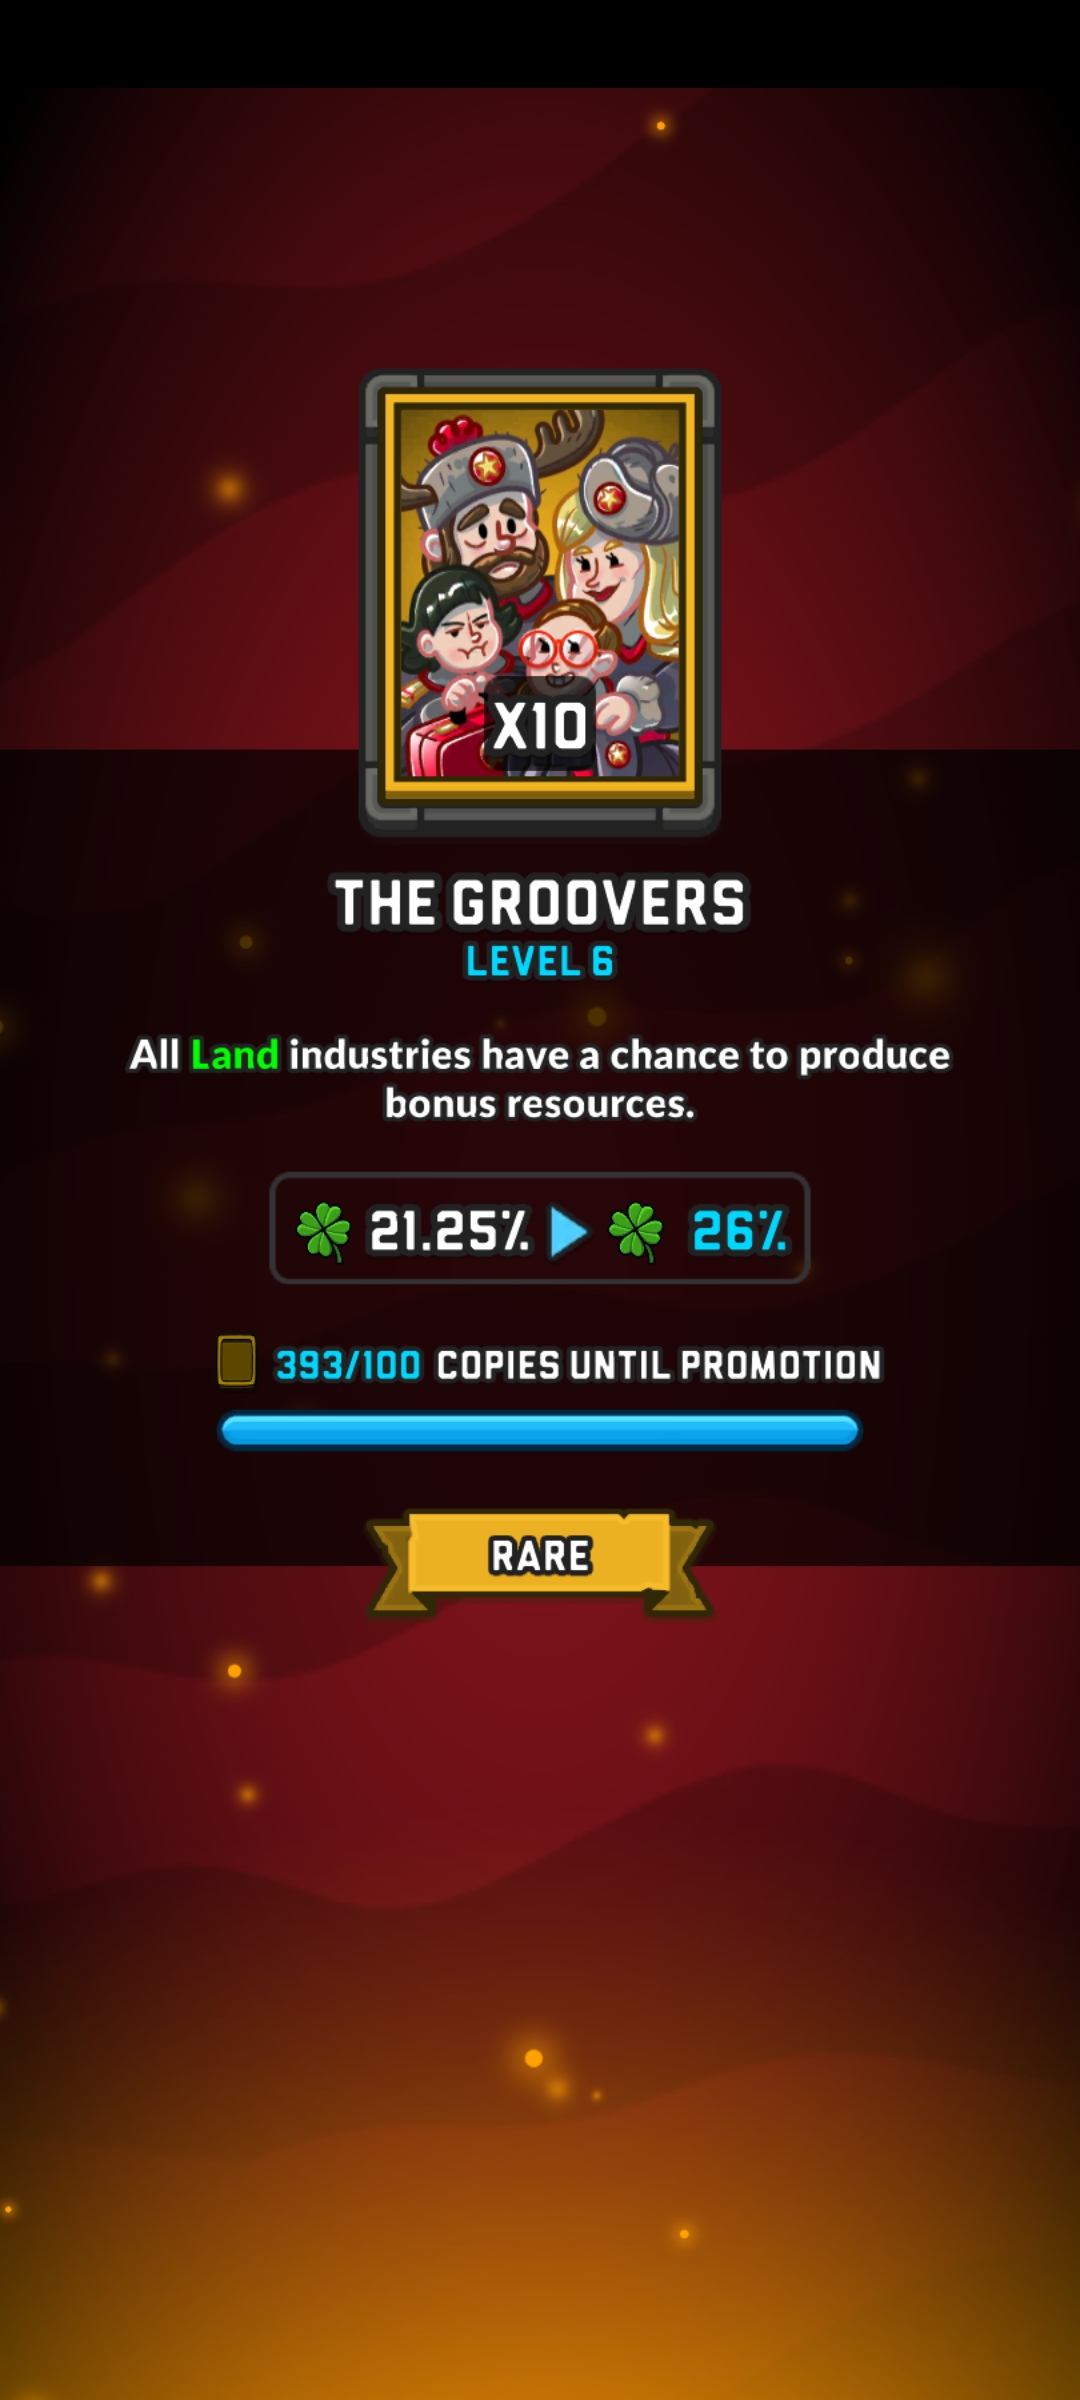 X10
THE GROOVERS
LEVEL 6
All Land industries have a chance to produce
bonus resources.
21.25% 26%
393/100 COPIES UNTIL PROMOTION
RARE